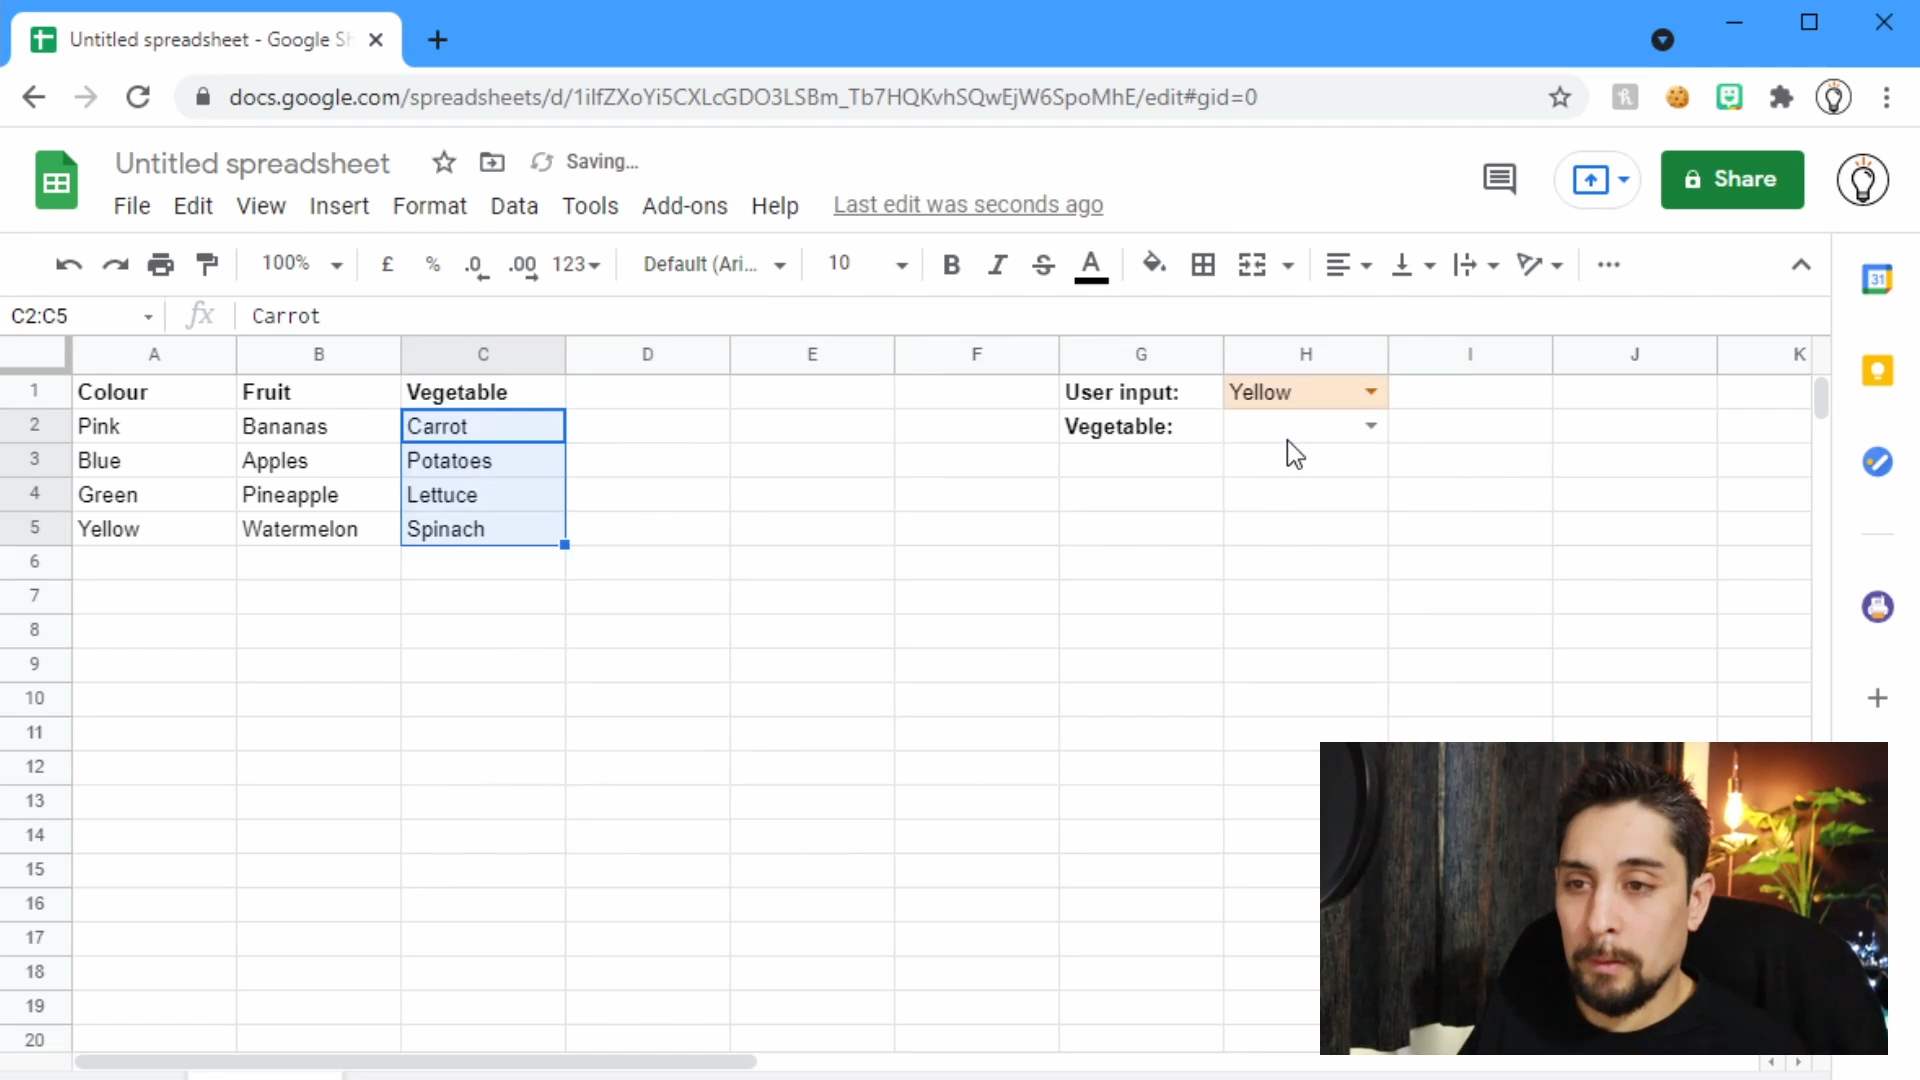 Untitled spreadsheet - Google Sh
docs.google.com/spreadsheets/d/1ilfZXoYi5CXLcGDO3LSBm_Tb7HQKvhSQwEjW6SpoMhE/edit#gid=0
Untitled spreadsheet Saving...
Share
File Edit View Insert Format Data Tools Add-ons Help Last edit was seconds ago
100% £ % .0 .00 123 Default (Ari... 10 B I S A
31
C2:C5 fx Carrot
A B C D E F G H I J K
1 Colour Fruit Vegetable User input: Yellow
2 Pink Bananas Carrot Vegetable:
3 Blue Apples Potatoes
4 Green Pineapple Lettuce
5 Yellow Watermelon Spinach
6
7
8
9
10
11
12
13
14
15
16
17
18
19
20